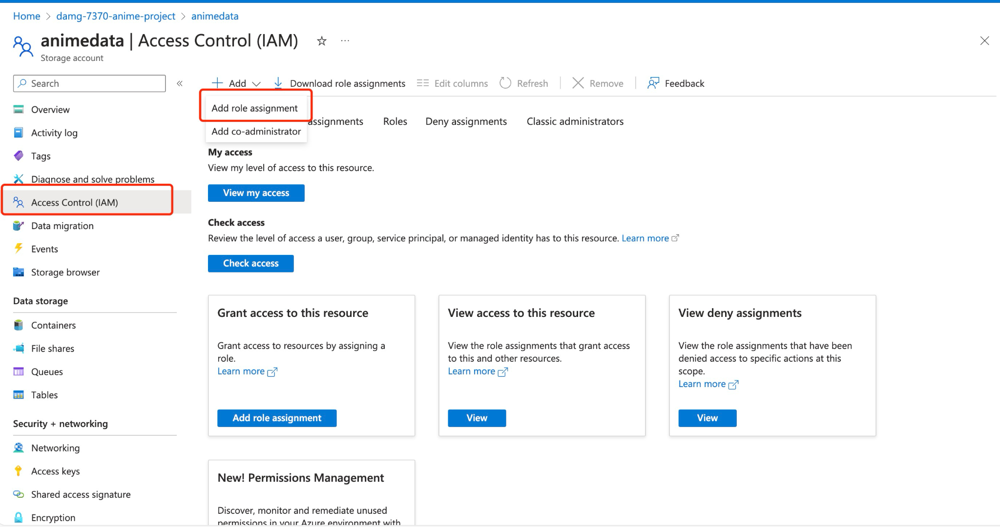 Home > damg-7370-anime-project > animedata
animedata | Access Control (IAM) ☆ ···
Storage account
Search «
Add Download role assignments Edit columns Refresh Remove Feedback
Add role assignment
Add co-administrator
assignments Roles Deny assignments Classic administrators
Overview
Activity log
Tags
Diagnose and solve problems
Access Control (IAM)
Data migration
Events
Storage browser
Data storage
Containers
File shares
Queues
Tables
Security + networking
Networking
Access keys
Shared access signature
Encryption
My access
View my level of access to this resource.
View my access
Check access
Review the level of access a user, group, service principal, or managed identity has to this resource. Learn more
Check access
Grant access to this resource
Grant access to resources by assigning a
role.
Learn more
Add role assignment
View access to this resource
View the role assignments that grant access
to this and other resources.
Learn more
View
View deny assignments
View the role assignments that have been
denied access to specific actions at this
scope.
Learn more
View
New! Permissions Management
Discover, monitor and remediate unused
permissions in your Azure environment with